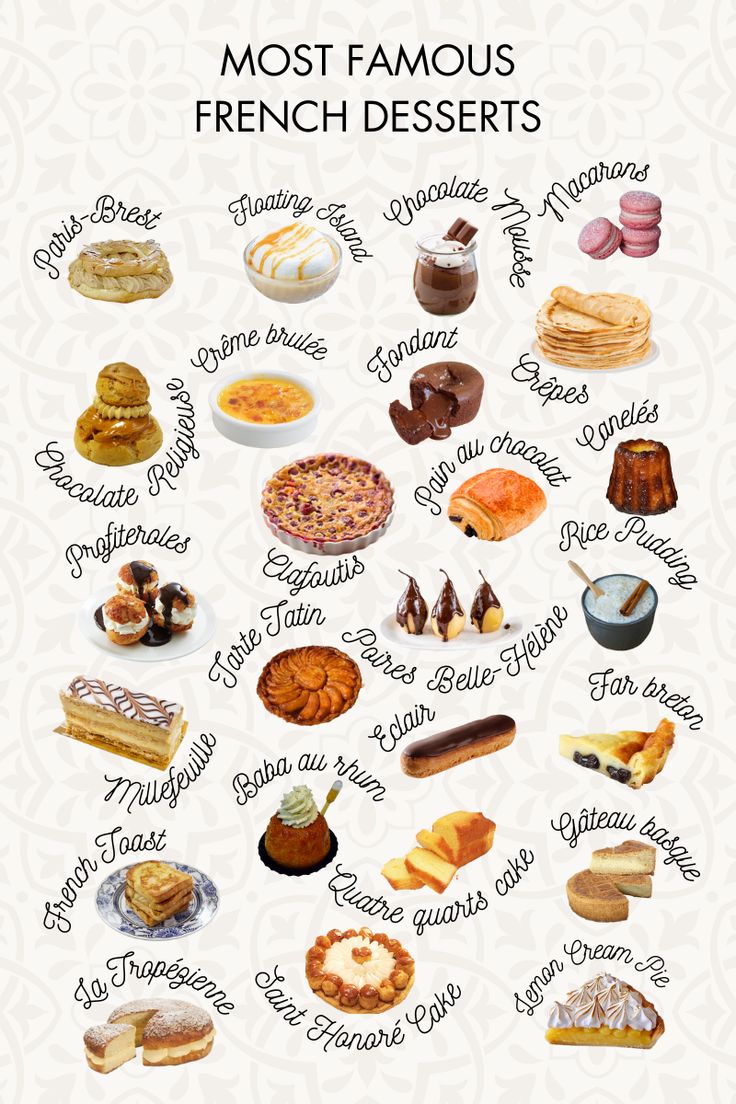 MOST FAMOUS
FRENCH DESSERTS
Paris-Brest
Floating Island
Chocolate Mousse
Macarons
Crême brulée
Fondant
Crêpes
Chocolate Religieuse
Clafoutis
Pain au chocolat
Canelés
Profiteroles
Tarte Tatin
Poires Belle-Hélène
Rice Pudding
Millefeuille
Baba au rhum
Eclair
Far breton
French Toast
Quatre quarts cake
Gâteau basque
La Tropézienne
Saint Honoré Cake
Lemon Cream Pie